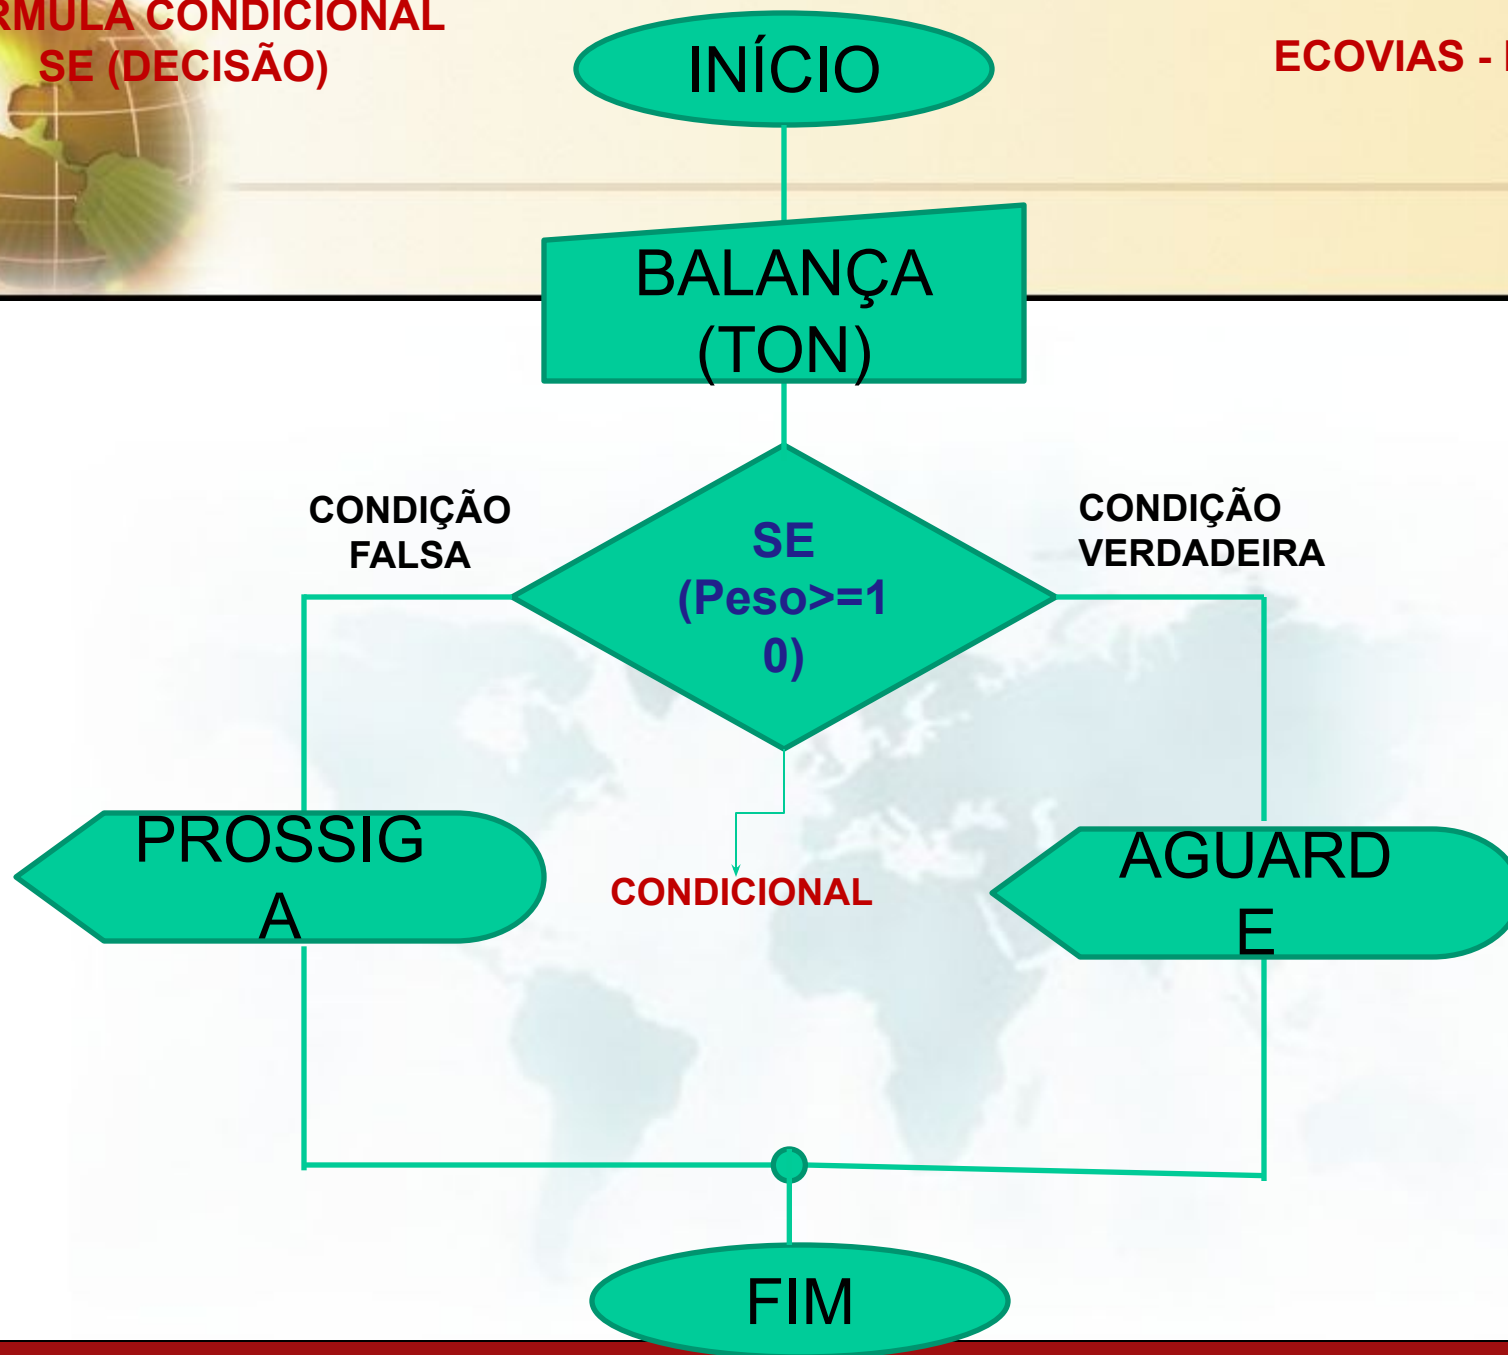 RMULA CONDICIONAL
SE (DECISÃO)
INÍCIO
ECOVIAS -
BALANÇA
(TON)
CONDIÇÃO
FALSA
SE
(Peso>=1
0)
CONDIÇÃO
VERDADEIRA
PROSSIG
A
CONDICIONAL
AGUARD
E
FIM